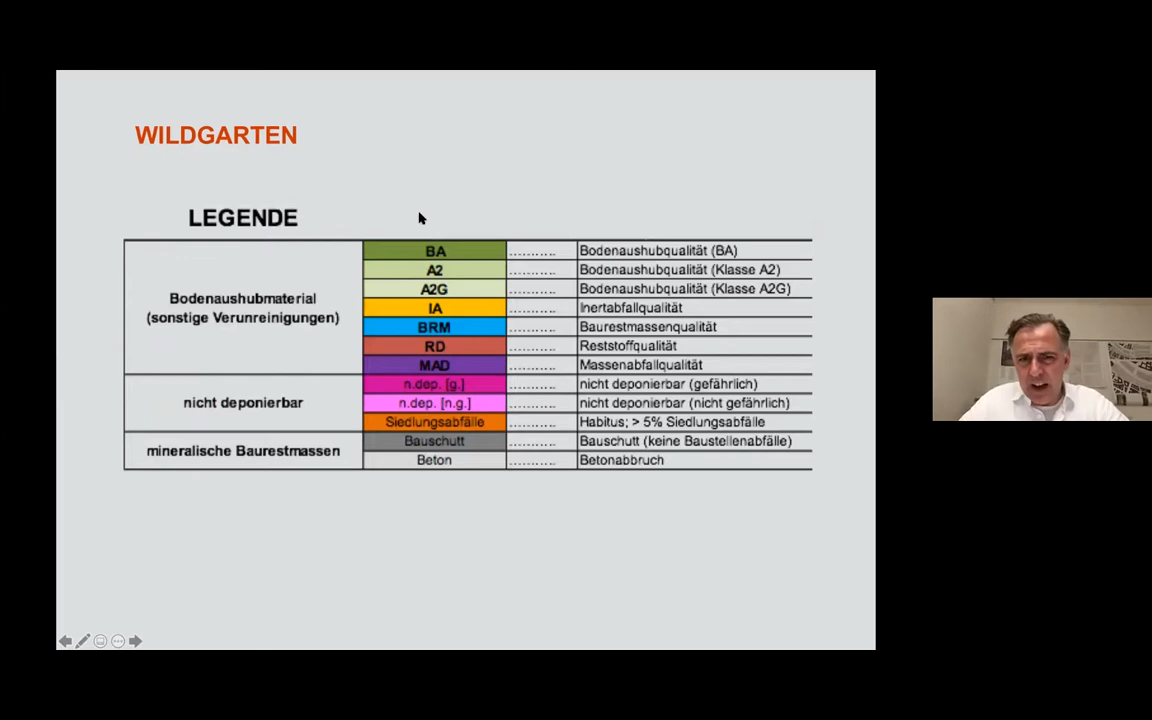 WILDGARTEN
LEGENDE
Bodenaushubmaterial
(sonstige Verunreinigungen)
BA ........... Bodenaushubqualität (BA)
A2 ........... Bodenaushubqualität (Klasse A2)
A2G ........... Bodenaushubqualität (Klasse A2G)
IA ........... Inertabfallqualität
BRM ........... Baurestmassenqualität
RD ........... Reststoffqualität
MAD ........... Massenabfallqualität
nicht deponierbar
n.dep. [g.] ........... nicht deponierbar (gefährlich)
n.dep. [n.g.] ........... nicht deponierbar (nicht gefährlich)
Siedlungsabfälle ........... Habitus; > 5% Siedlungsabfälle
mineralische Baurestmassen
Bauschutt ........... Bauschutt (keine Baustellenabfälle)
Beton ........... Betonabbruch